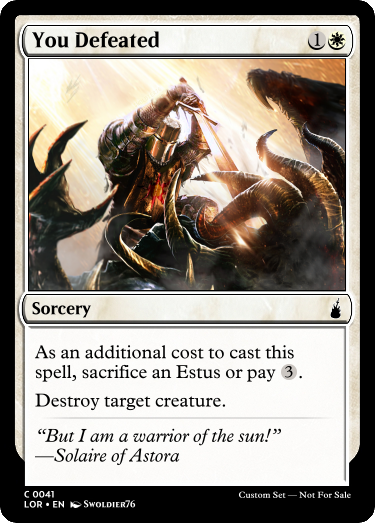 You Defeated 1
Sorcery
As an additional cost to cast this
spell, sacrifice an Estus or pay 3.
Destroy target creature.
"But I am a warrior of the sun!"
—Solaire of Astora
C 0041
LOR • EN Swoldier76
Custom Set — Not For Sale